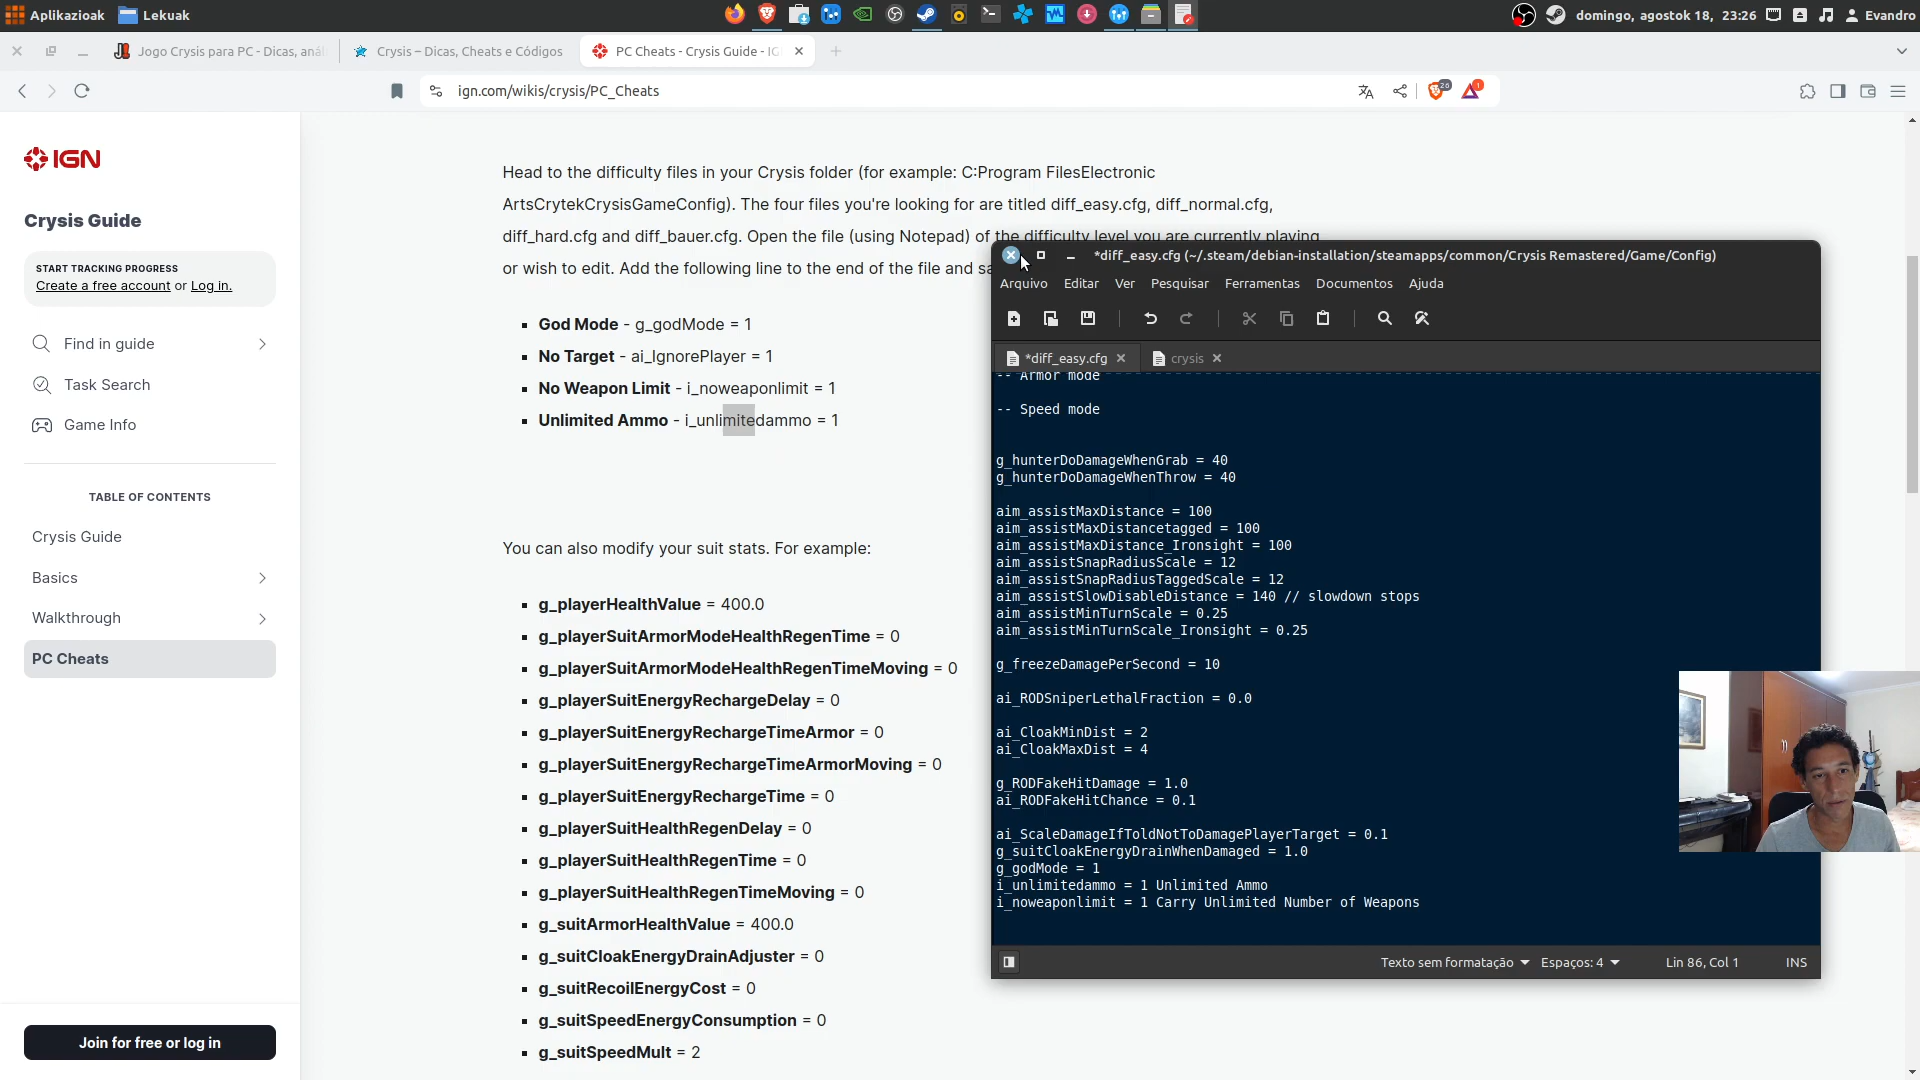 Aplikazioak
Lekuak
domingo, agostok 18, 23:26
Evandro
Jogo Crysis para PC - Dicas, aná
Crysis – Dicas, Cheats e Códigos
PC Cheats - Crysis Guide - IG
ign.com/wikis/crysis/PC_Cheats
26
1
IGN
Crysis Guide
START TRACKING PROGRESS
Create a free account or Log in.
Find in guide
Task Search
Game Info
TABLE OF CONTENTS
Crysis Guide
Basics
Walkthrough
PC Cheats
Join for free or log in
Head to the difficulty files in your Crysis folder (for example: C:Program FilesElectronic
ArtsCrytekCrysisGameConfig). The four files you're looking for are titled diff_easy.cfg, diff_normal.cfg,
diff_hard.cfg and diff_bauer.cfg. Open the file (using Notepad) of the difficulty level you are currently playing
or wish to edit. Add the following line to the end of the file and sa
God Mode - g_godMode = 1
No Target - ai_IgnorePlayer = 1
No Weapon Limit - i_noweaponlimit = 1
Unlimited Ammo - i_unlimitedammo = 1
You can also modify your suit stats. For example:
g_playerHealthValue = 400.0
g_playerSuitArmorModeHealthRegenTime = 0
g_playerSuitArmorModeHealthRegenTimeMoving = 0
g_playerSuitEnergyRechargeDelay = 0
g_playerSuitEnergyRechargeTimeArmor = 0
g_playerSuitEnergyRechargeTimeArmorMoving = 0
g_playerSuitEnergyRechargeTime = 0
g_playerSuitHealthRegenDelay = 0
g_playerSuitHealthRegenTime = 0
g_playerSuitHealthRegenTimeMoving = 0
g_suitArmorHealthValue = 400.0
g_suitCloakEnergyDrainAdjuster = 0
g_suitRecoilEnergyCost = 0
g_suitSpeedEnergyConsumption = 0
g_suitSpeedMult = 2
*diff_easy.cfg (~/.steam/debian-installation/steamapps/common/Crysis Remastered/Game/Config)
Arquivo Editar Ver Pesquisar Ferramentas Documentos Ajuda
*diff_easy.cfg
crysis
-- Armor mode
-- Speed mode
g_hunterDoDamageWhenGrab = 40
g_hunterDoDamageWhenThrow = 40
aim_assistMaxDistance = 100
aim_assistMaxDistancetagged = 100
aim_assistMaxDistance_Ironsight = 100
aim_assistSnapRadiusScale = 12
aim_assistSnapRadiusTaggedScale = 12
aim_assistSlowDisableDistance = 140 // slowdown stops
aim_assistMinTurnScale = 0.25
aim_assistMinTurnScale_Ironsight = 0.25
g_freezeDamagePerSecond = 10
ai_RODSniperLethalFraction = 0.0
ai_CloakMinDist = 2
ai_CloakMaxDist = 4
g_RODFakeHitDamage = 1.0
ai_RODFakeHitChance = 0.1
ai_ScaleDamageIfToldNotToDamagePlayerTarget = 0.1
g_suitCloakEnergyDrainWhenDamaged = 1.0
g_godMode = 1
i_unlimitedammo = 1 Unlimited Ammo
i_noweaponlimit = 1 Carry Unlimited Number of Weapons
Texto sem formatação
Espaços: 4
Lin 86, Col 1
INS